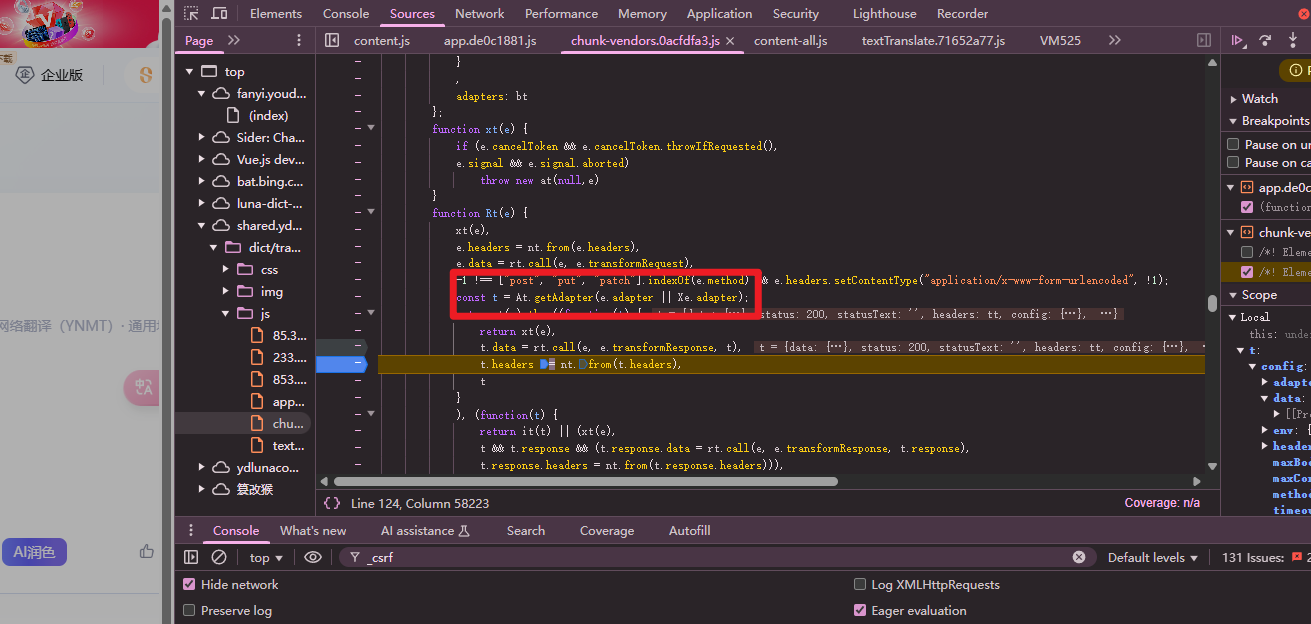 Elements Console Sources Network Performance Memory Application Security Lighthouse Recorder
Page content.js app.de0c1881.js chunk-vendors.0acfdfa3.js × content-all.js textTranslate.71652a77.js VM525
下载
企业版
网络翻译（YNMT）· 通用
中A
AI润色
top
fanyi.youd...
(index)
Sider: Cha...
Vue.js dev...
bat.bing.c...
luna-dict-...
shared.yd...
dict/tra...
css
img
js
85.3...
233....
853....
app...
chu...
text...
ydlunaco...
篡改猴
}
,
adapters: bt
};
function xt(e) {
if (e.cancelToken && e.cancelToken.throwIfRequested(),
e.signal && e.signal.aborted)
throw new at(null,e)
}
function Rt(e) {
xt(e),
e.headers = nt.from(e.headers),
e.data = rt.call(e, e.transformRequest),
-1 !== ["post", "put", "patch"].indexOf(e.method) && e.headers.setContentType("application/x-www-form-urlencoded", !1);
const t = At.getAdapter(e.adapter || Xe.adapter);
status: 200, statusText: '', headers: tt, config: {…}, …}
return xt(e),
t.data = rt.call(e, e.transformResponse, t), t = {data: {…}, status: 200, statusText: '', headers: tt, config: {…},
t.headers = nt.from(t.headers),
t
}
), (function(t) {
return it(t) || (xt(e),
t && t.response && (t.response.data = rt.call(e, e.transformResponse, t.response),
t.response.headers = nt.from(t.response.headers))),
{} Line 124, Column 58223 Coverage: n/a
Watch
Breakpoints
Pause on un
Pause on ca
app.de0c
(function
chunk-ve
/*! Eleme
/*! Eleme
Scope
Local
this: unde
t:
config:
adapte
data:
[[Pro
env: {
header
maxBod
maxCon
method
timeou
Console What's new AI assistance Search Coverage Autofill
top _csrf Default levels 131 Issues: 2
Hide network Log XMLHttpRequests
Preserve log Eager evaluation